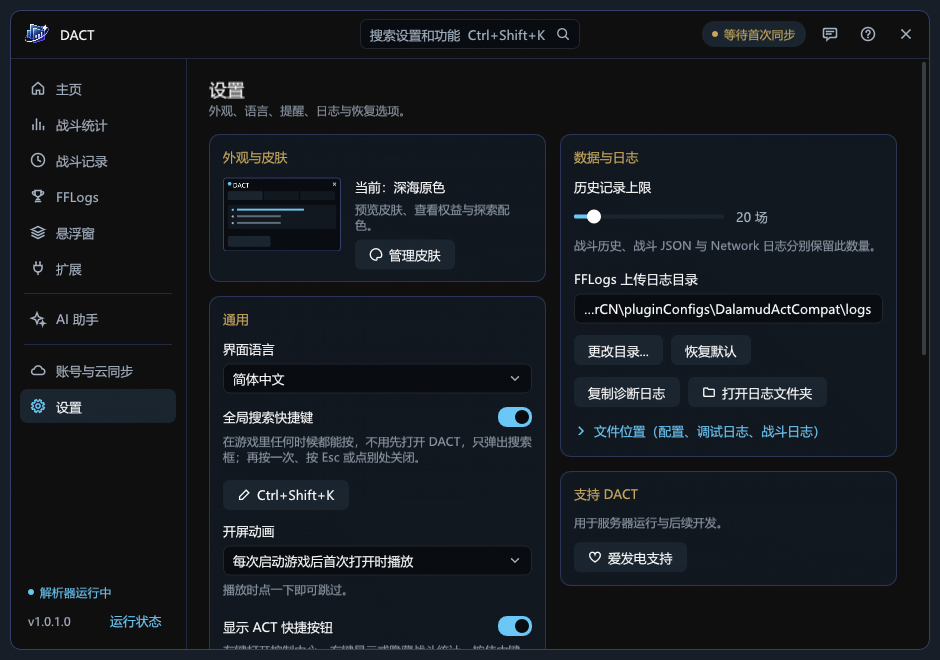 DACT
搜索设置和功能 Ctrl+Shift+K
等待首次同步
主页
战斗统计
战斗记录
FFLogs
悬浮窗
扩展
AI 助手
账号与云同步
设置
解析器运行中
v1.0.1.0 运行状态
设置
外观、语言、提醒、日志与恢复选项。
外观与皮肤
DACT
当前：深海原色
预览皮肤、查看权益与探索配
色。
管理皮肤
通用
界面语言
简体中文
全局搜索快捷键
在游戏里任何时候都能按，不用先打开 DACT，只弹出搜索
框；再按一次、按 Esc 或点别处关闭。
Ctrl+Shift+K
开屏动画
每次启动游戏后首次打开时播放
播放时点一下即可跳过。
显示 ACT 快捷按钮
数据与日志
历史记录上限
20 场
战斗历史、战斗 JSON 与 Network 日志分别保留此数量。
FFLogs 上传日志目录
...rCN\pluginConfigs\DalamudActCompat\logs
更改目录... 恢复默认
复制诊断日志 打开日志文件夹
文件位置（配置、调试日志、战斗日志）
支持 DACT
用于服务器运行与后续开发。
爱发电支持